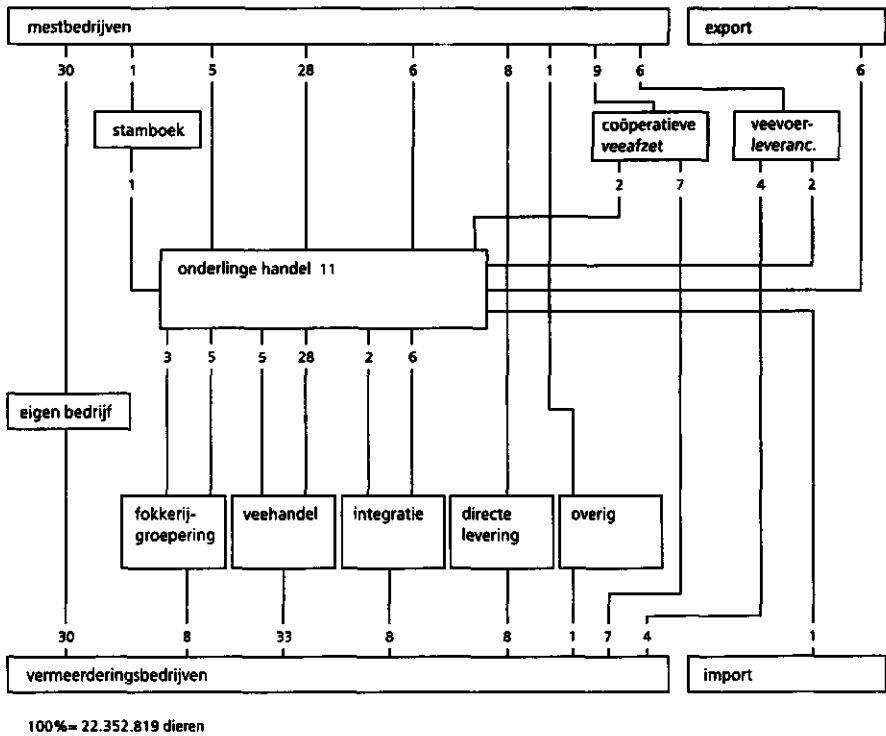 mestbedrijven
export
30 1 5 28 6 8 1 9 6 6
stamboek
coöperatieve
veeafzet
veevoer-
leveranc.
1 2 7 4 2
onderlinge handel 11
3 5 5 28 2 6
eigen bedrijf
fokkerij-
groepering
veehandel
integratie
directe
levering
overig
30 8 33 8 8 1 7 4 1
vermeerderingsbedrijven
import
100%= 22.352.819 dieren